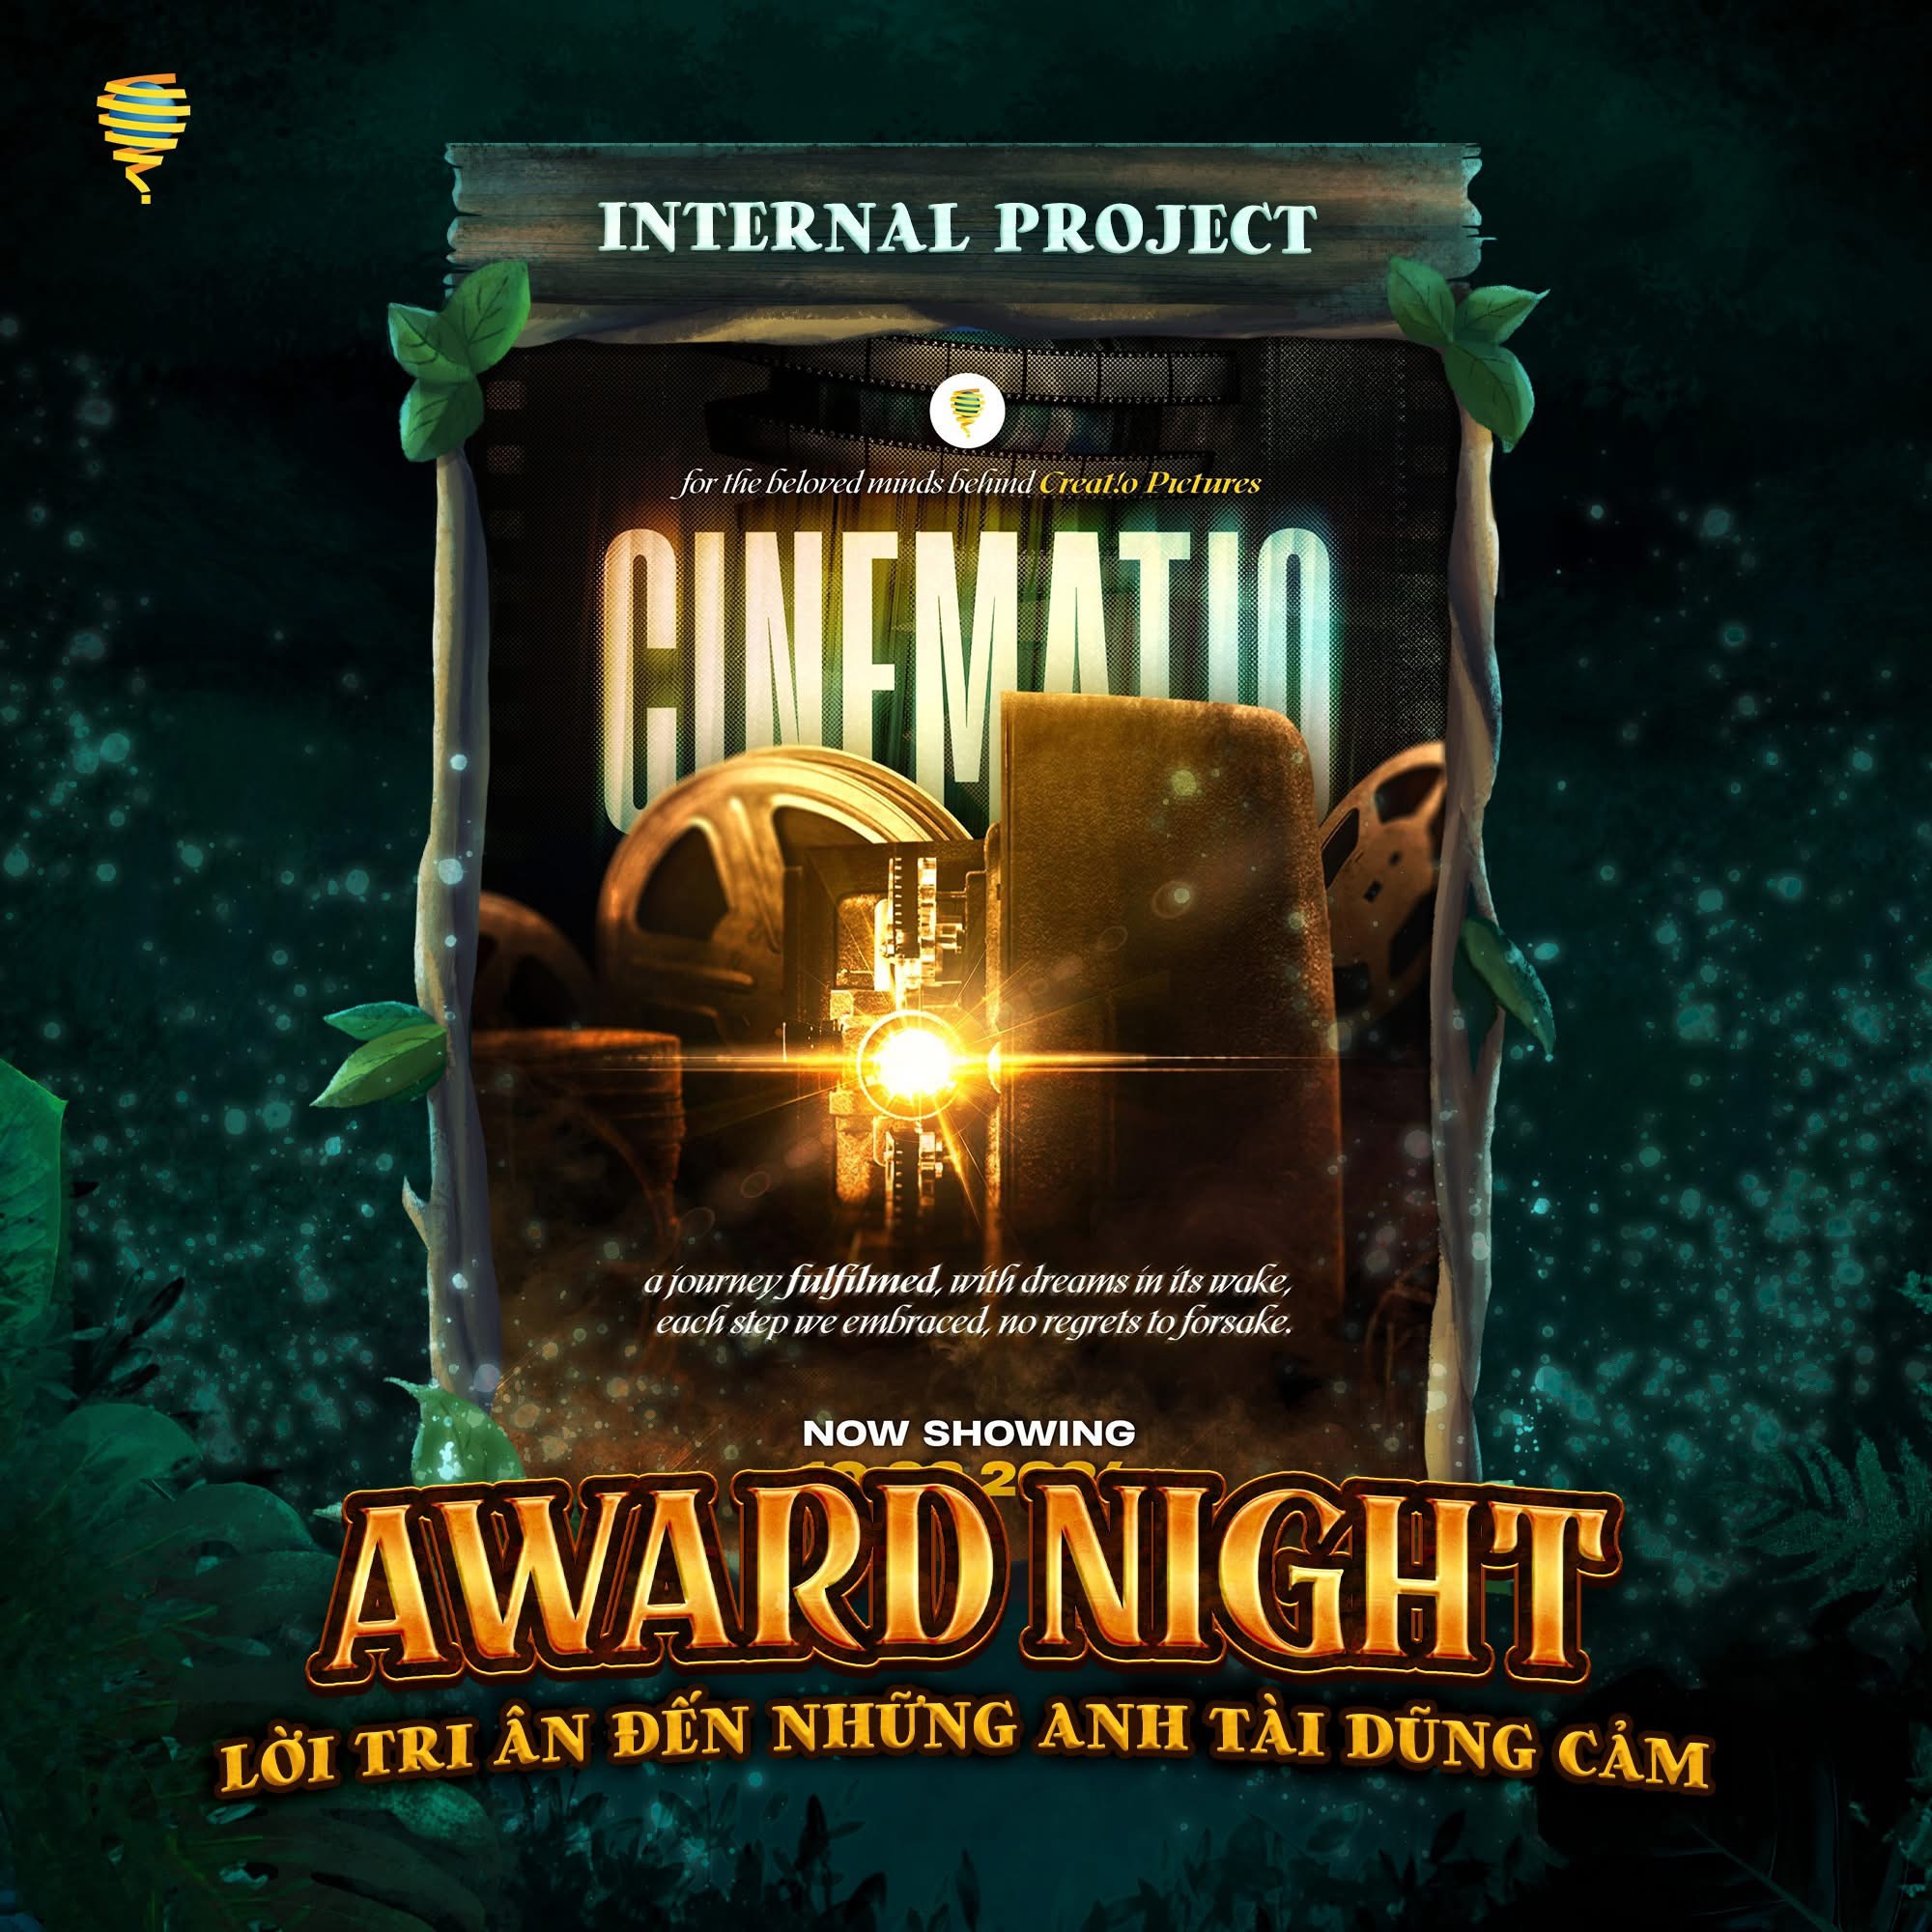 INTERNAL PROJECT
for the beloved minds behind Creat!o Pictures
CINEMATIO
a journey fulfilmed, with dreams in its wake,
each step we embraced, no regrets to forsake.
NOW SHOWING
AWARD NIGHT
LỜI TRI ÂN ĐẾN NHỮNG ANH TÀI DŨNG CẢM